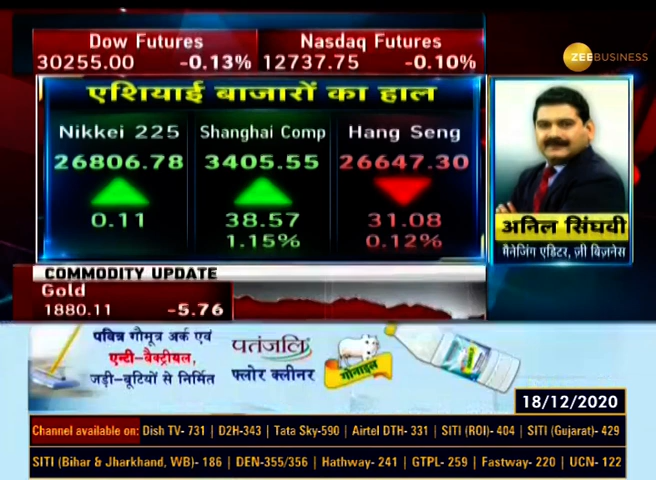 Dow Futures
30255.00 -0.13%
Nasdaq Futures
12737.75 -0.10%
ZEEBUSINESS
एशियाई बाजारों का हाल
Nikkei 225
26806.78
0.11
Shanghai Comp
3405.55
38.57
1.15%
Hang Seng
26647.30
31.08
0.12%
अनिल सिंघवी
मैनेजिंग एडिटर, ज़ी बिज़नेस
COMMODITY UPDATE
Gold
1880.11 -5.76
पवित्र गौमूत्र अर्क एवं
एन्टी-बैक्ट्रीयल,
जड़ी-बूटियों से निर्मित
पतंजलि
फ्लोर क्लीनर
गोनाइल
18/12/2020
Channel available on: Dish TV- 731 | D2H-343 | Tata Sky-590 | Airtel DTH- 331 | SITI (ROI)- 404 | SITI (Gujarat)- 429
SITI (Bihar & Jharkhand, WB)- 186 | DEN-355/356 | Hathway- 241 | GTPL- 259 | Fastway- 220 | UCN- 122